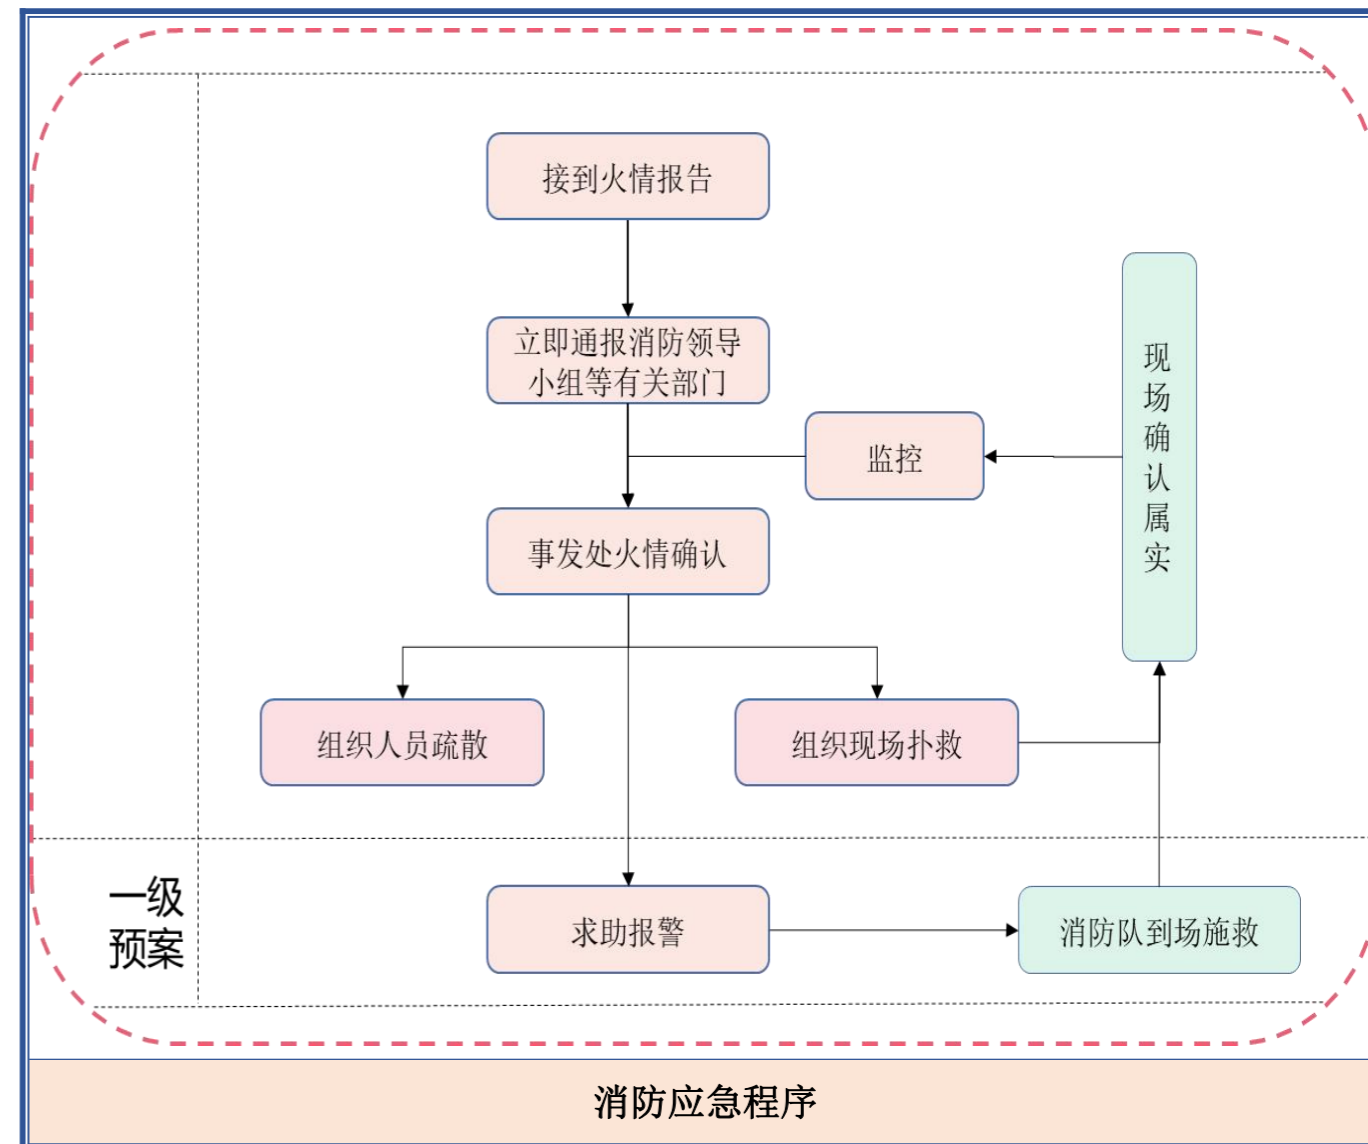 接到火情报告
立即通报消防领导
小组等有关部门
监控
现场确认属实
事发处火情确认
组织人员疏散
组织现场扑救
一级
预案
求助报警
消防队到场施救
消防应急程序